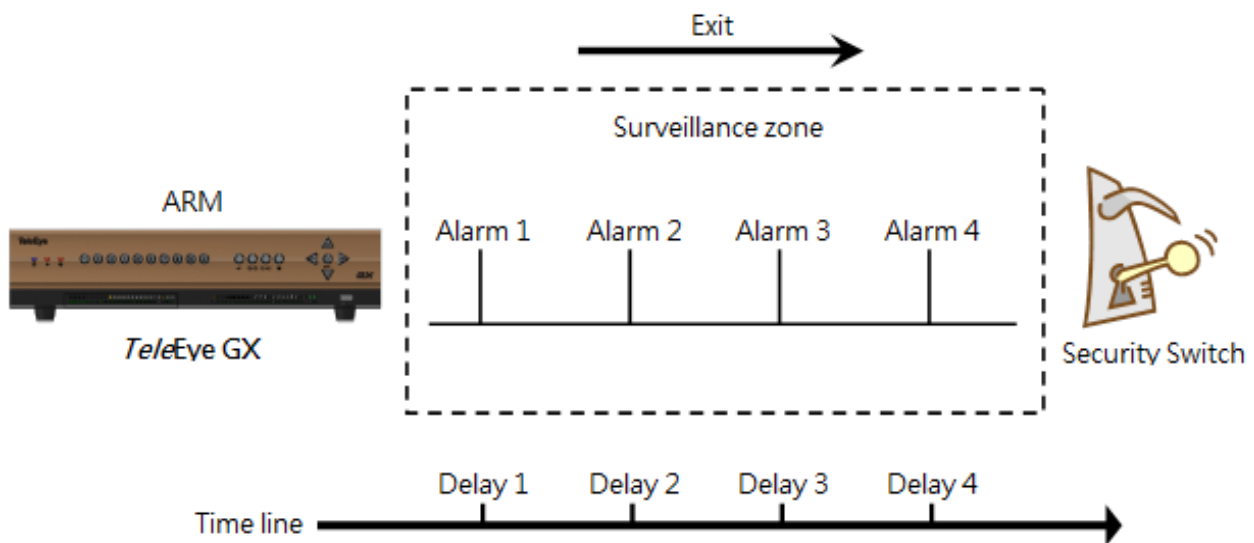 Exit
Surveillance zone
ARM
TeleEye
Alarm 1 Alarm 2 Alarm 3 Alarm 4
TeleEye GX
Security Switch
Delay 1 Delay 2 Delay 3 Delay 4
Time line